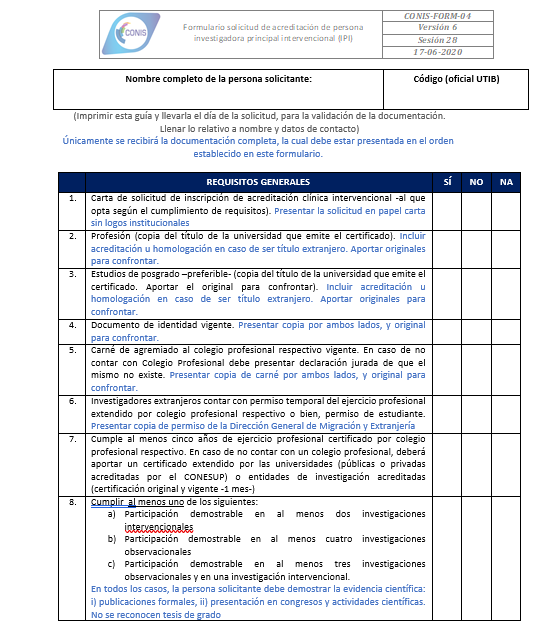 CONIS
Formulario solicitud de acreditación de persona
investigadora principal intervencional (IPI)
CONIS-FORM-04
Versión 6
Sesión 28
17-06-2020
Nombre completo de la persona solicitante:
Código (oficial UTIB)
(Imprimir esta guía y llevarla el día de la solicitud, para la validación de la documentación.
Llenar lo relativo a nombre y datos de contacto)
Únicamente se recibirá la documentación completa, la cual debe estar presentada en el orden
establecido en este formulario.
REQUISITOS GENERALES SÍ NO NA
1. Carta de solicitud de inscripción de acreditación clínica intervencional -al que
opta según el cumplimiento de requisitos). Presentar la solicitud en papel carta
sin logos institucionales
2. Profesión (copia del título de la universidad que emite el certificado). Incluir
acreditación u homologación en caso de ser título extranjero. Aportar originales
para confrontar.
3. Estudios de posgrado –preferible- (copia del título de la universidad que emite el
certificado. Aportar el original para confrontar). Incluir acreditación u
homologación en caso de ser título extranjero. Aportar originales para
confrontar.
4. Documento de identidad vigente. Presentar copia por ambos lados, y original
para confrontar.
5. Carné de agremiado al colegio profesional respectivo vigente. En caso de no
contar con Colegio Profesional debe presentar declaración jurada de que el
mismo no existe. Presentar copia de carné por ambos lados, y original para
confrontar.
6. Investigadores extranjeros contar con permiso temporal del ejercicio profesional
extendido por colegio profesional respectivo o bien, permiso de estudiante.
Presentar copia de permiso de la Dirección General de Migración y Extranjería
7. Cumple al menos cinco años de ejercicio profesional certificado por colegio
profesional respectivo. En caso de no contar con un colegio profesional, deberá
aportar un certificado extendido por las universidades (públicas o privadas
acreditadas por el CONESUP) o entidades de investigación acreditadas
(certificación original y vigente -1 mes-)
8. Cumplir al menos uno de los siguientes:
a) Participación demostrable en al menos dos investigaciones
intervencionales
b) Participación demostrable en al menos cuatro investigaciones
observacionales
c) Participación demostrable en al menos tres investigaciones
observacionales y en una investigación intervencional.
En todos los casos, la persona solicitante debe demostrar la evidencia científica:
i) publicaciones formales, ii) presentación en congresos y actividades científicas.
No se reconocen tesis de grado